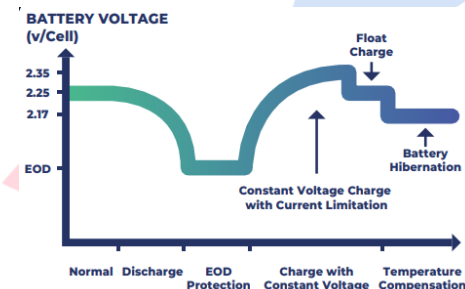 BATTERY VOLTAGE
(v/Cell)
Float
Charge
2.35
2.25
2.17
Battery
Hibernation
EOD
Constant Voltage Charge
with Current Limitation
Normal Discharge EOD Charge with Temperature
Protection Constant Voltage Compensation